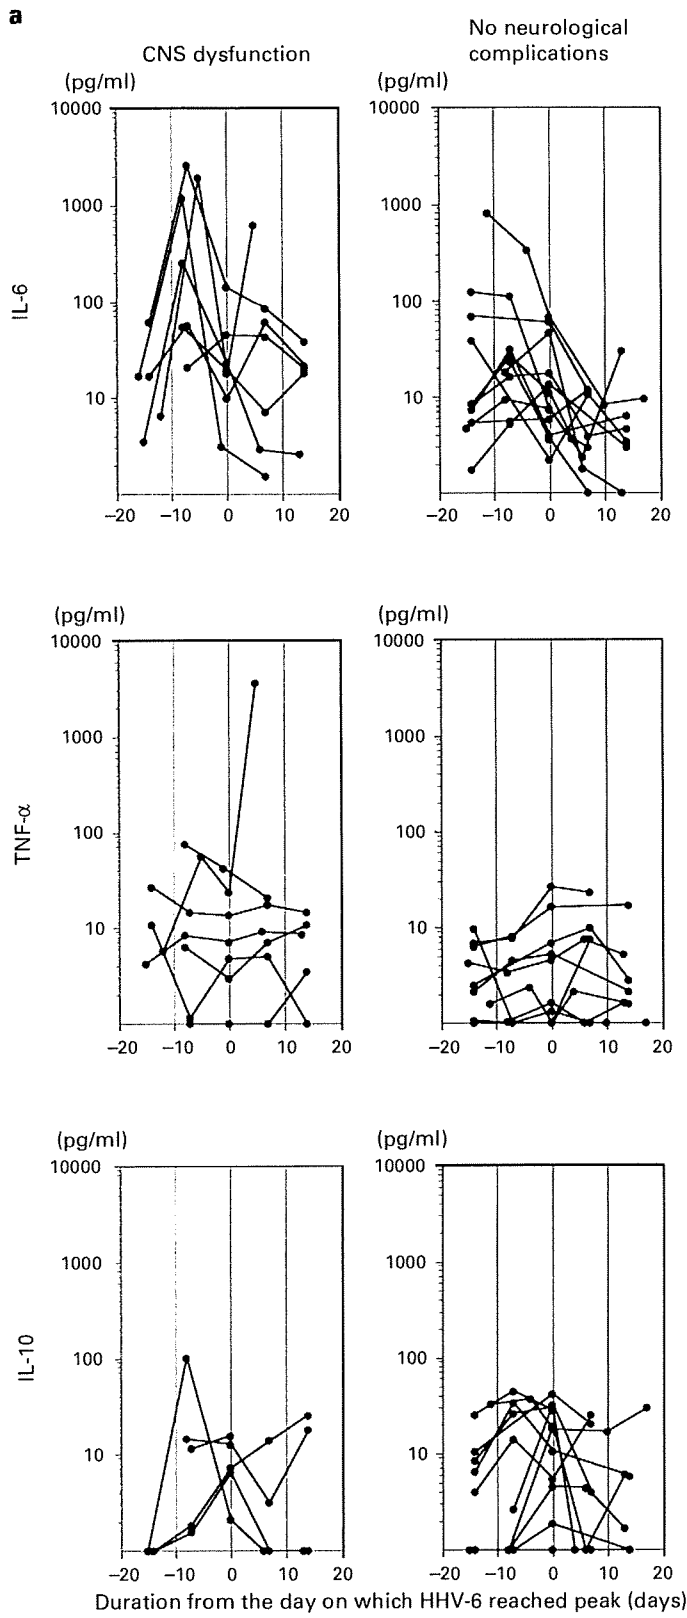 a
CNS dysfunction
No neurological
complications
(pg/ml)
(pg/ml)
IL-6
10000
1000
100
10
−20 −10 0 10 20
10000
1000
100
10
−20 −10 0 10 20
(pg/ml)
(pg/ml)
TNF-α
10000
1000
100
10
−20 −10 0 10 20
10000
1000
100
10
−20 −10 0 10 20
(pg/ml)
(pg/ml)
IL-10
10000
1000
100
10
−20 −10 0 10 20
10000
1000
100
10
−20 −10 0 10 20
Duration from the day on which HHV-6 reached peak (days)